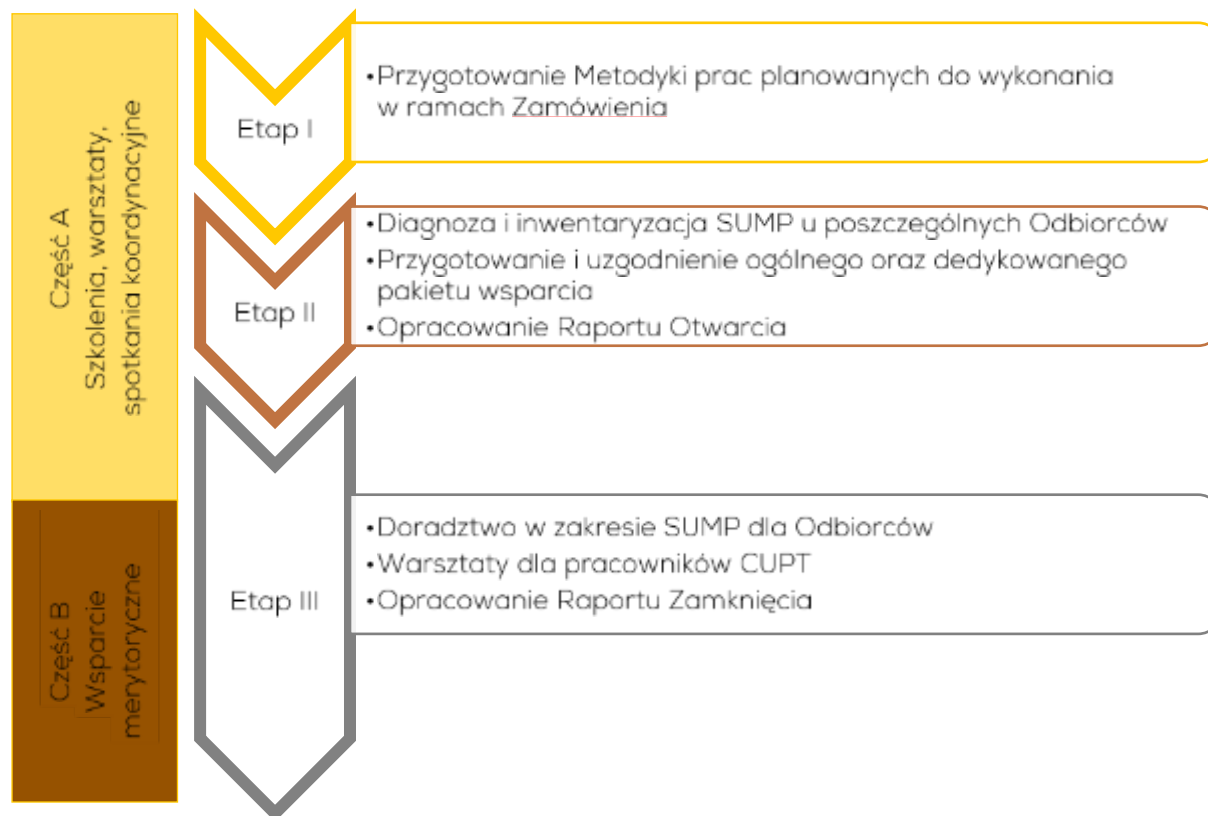 Część A
Szkolenia, warsztaty,
spotkania koordynacyjne
Etap I
•Przygotowanie Metodyki prac planowanych do wykonania
w ramach Zamówienia
Etap II
•Diagnoza i inwentaryzacja SUMP u poszczególnych Odbiorców
•Przygotowanie i uzgodnienie ogólnego oraz dedykowanego
pakietu wsparcia
•Opracowanie Raportu Otwarcia
Część B
Wsparcie
merytoryczne
Etap III
•Doradztwo w zakresie SUMP dla Odbiorców
•Warsztaty dla pracowników CUPT
•Opracowanie Raportu Zamknięcia